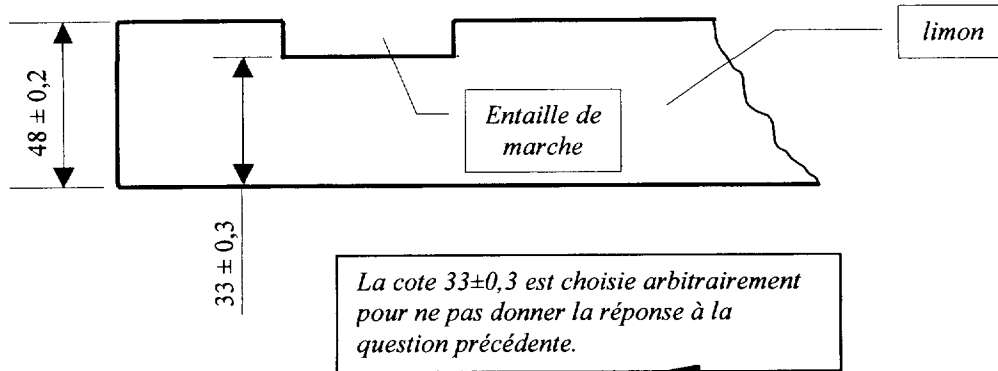 limon
48 ± 0,2
Entaille de
marche
33 ± 0,3
La cote 33±0,3 est choisie arbitrairement
pour ne pas donner la réponse à la
question précédente.